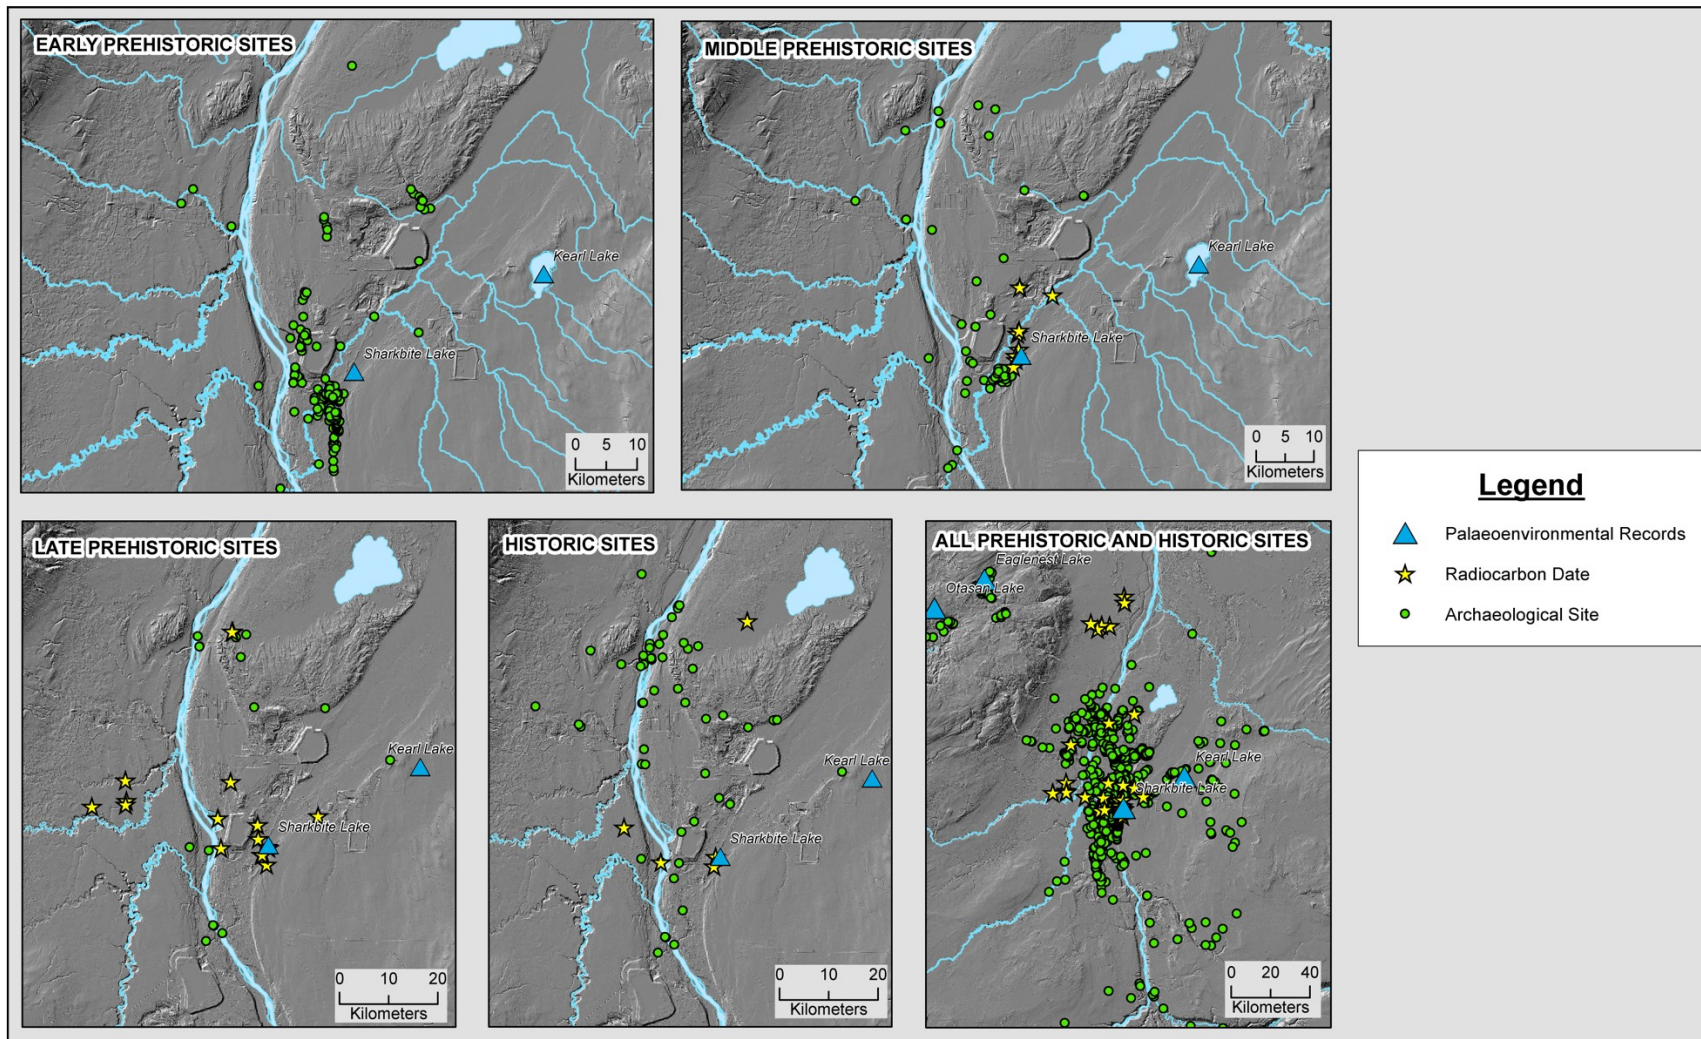 EARLY PREHISTORIC SITES
Kearl Lake
Sharkbite Lake
0 5 10
Kilometers
MIDDLE PREHISTORIC SITES
Kearl Lake
Sharkbite Lake
0 5 10
Kilometers
LATE PREHISTORIC SITES
Kearl Lake
Sharkbite Lake
0 10 20
Kilometers
HISTORIC SITES
Kearl Lake
Sharkbite Lake
0 10 20
Kilometers
ALL PREHISTORIC AND HISTORIC SITES
Eaglenest Lake
Otasan Lake
Kearl Lake
Sharkbite Lake
0 20 40
Kilometers
Legend
Palaeoenvironmental Records
Radiocarbon Date
Archaeological Site